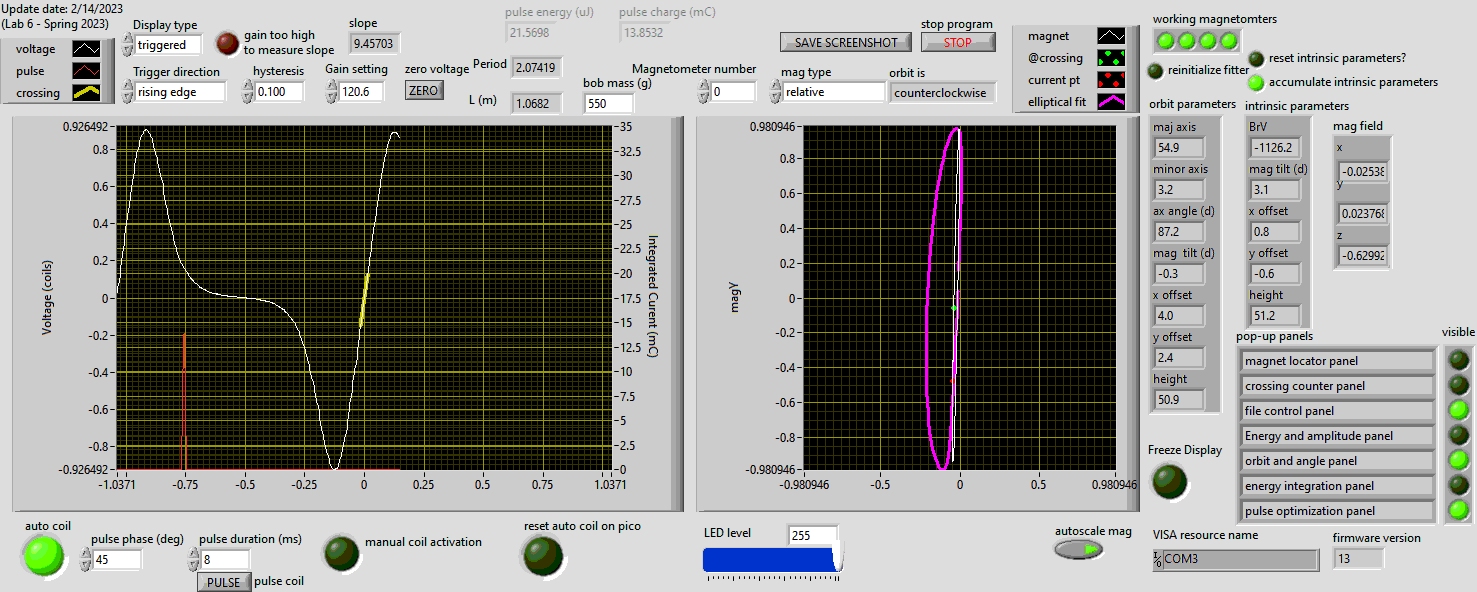 Update date: 2/14/2023
(Lab 6 - Spring 2023)
voltage
pulse
crossing
Display type
triggered
gain too high
to measure slope
slope
9.45703
Trigger direction
rising edge
hysteresis
0.100
Gain setting
120.6
zero voltage
ZERO
pulse energy (uJ)
21.5698
pulse charge (mC)
13.8532
Period
2.07419
L (m)
1.0682
bob mass (g)
550
Magnetometer number
0
mag type
relative
SAVE SCREENSHOT
stop program
STOP
orbit is
counterclockwise
magnet
@crossing
current pt
elliptical fit
working magnetomters
reinitialize fitter
reset intrinsic parameters?
accumulate intrinsic parameters
orbit parameters
maj axis
54.9
minor axis
3.2
ax angle (d)
87.2
mag tilt (d)
-0.3
x offset
4.0
y offset
2.4
height
50.9
intrinsic parameters
BrV
-1126.2
mag tilt (d)
3.1
x offset
0.8
y offset
-0.6
height
51.2
mag field
x
-0.02538
y
0.023768
z
-0.62992
Voltage (coils)
0.926492
0.8
0.6
0.4
0.2
0
-0.2
-0.4
-0.6
-0.8
-0.926492
-1.0371
-0.75
-0.5
-0.25
0
0.25
0.5
0.75
1.0371
35
32.5
30
27.5
25
22.5
20
17.5
15
12.5
10
7.5
5
2.5
0
Integrated Curent (mC)
magy
0.980946
0.8
0.6
0.4
0.2
0
-0.2
-0.4
-0.6
-0.8
-0.980946
-0.980946
-0.5
0
0.5
0.980946
pop-up panels
visible
magnet locator panel
crossing counter panel
file control panel
Energy and amplitude panel
orbit and angle panel
energy integration panel
pulse optimization panel
Freeze Display
auto coil
pulse phase (deg)
45
pulse duration (ms)
8
PULSE
pulse coil
manual coil activation
reset auto coil on pico
LED level
255
autoscale mag
VISA resource name
COM3
firmware version
13